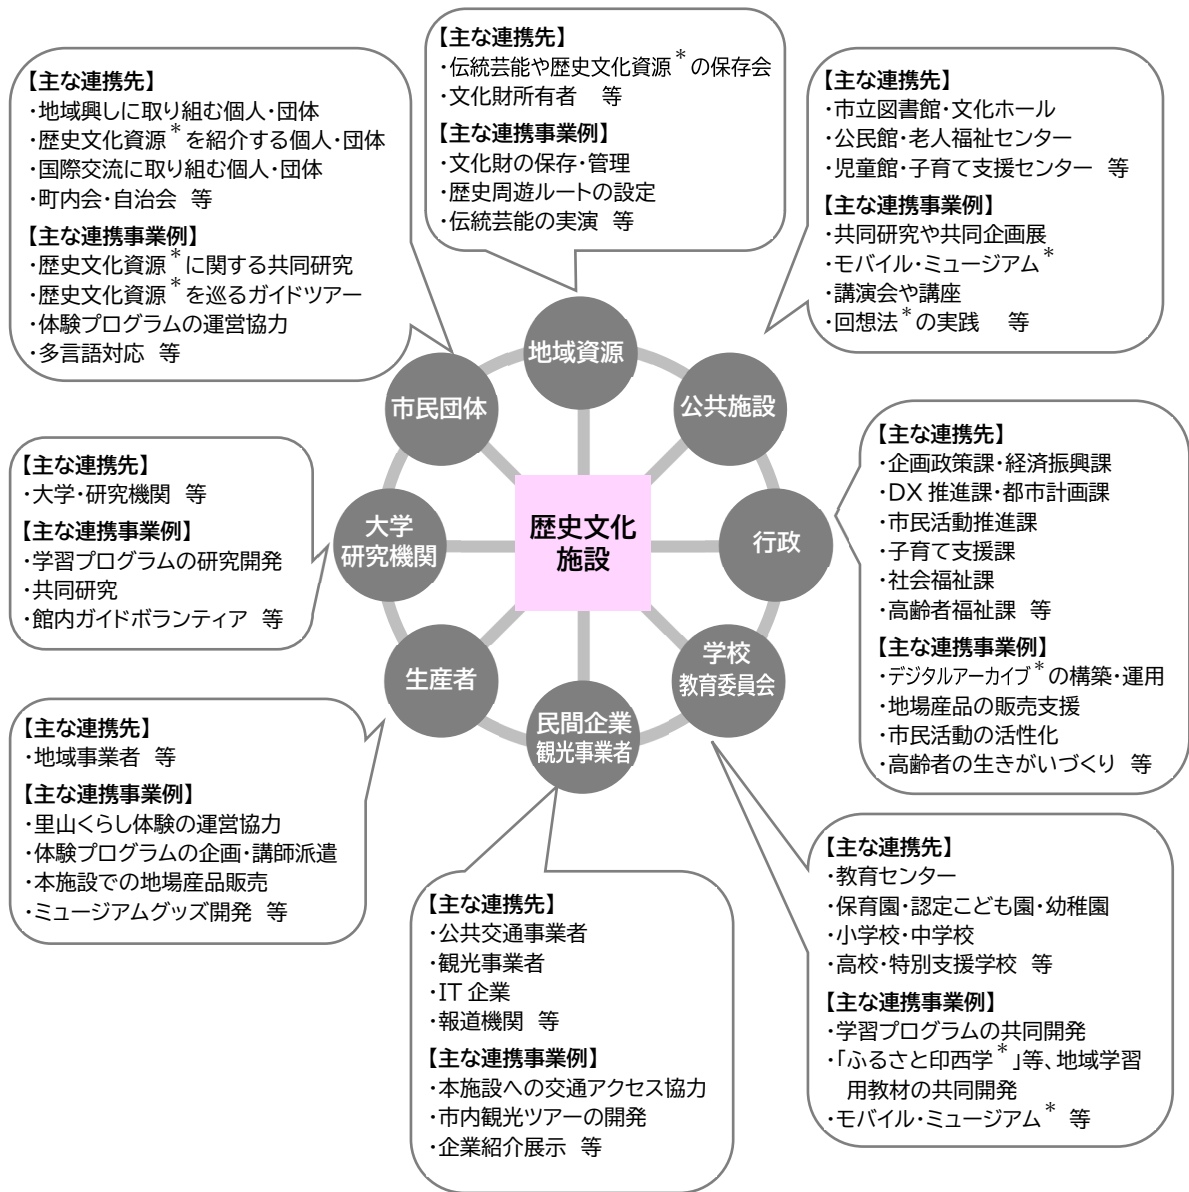 【主な連携先】
・伝統芸能や歴史文化資源*の保存会
・文化財所有者 等
【主な連携事業例】
・文化財の保存・管理
・歴史周遊ルートの設定
・伝統芸能の実演 等
【主な連携先】
・地域興しに取り組む個人・団体
・歴史文化資源*を紹介する個人・団体
・国際交流に取り組む個人・団体
・町内会・自治会 等
【主な連携事業例】
・歴史文化資源*に関する共同研究
・歴史文化資源*を巡るガイドツアー
・体験プログラムの運営協力
・多言語対応 等
【主な連携先】
・市立図書館・文化ホール
・公民館・老人福祉センター
・児童館・子育て支援センター 等
【主な連携事業例】
・共同研究や共同企画展
・モバイル・ミュージアム*
・講演会や講座
・回想法*の実践 等
地域資源
市民団体
公共施設
大学
研究機関
歴史文化
施設
行政
生産者
学校
教育委員会
民間企業
観光事業者
【主な連携先】
・大学・研究機関 等
【主な連携事業例】
・学習プログラムの研究開発
・共同研究
・館内ガイドボランティア 等
【主な連携先】
・企画政策課・経済振興課
・DX 推進課・都市計画課
・市民活動推進課
・子育て支援課
・社会福祉課
・高齢者福祉課 等
【主な連携事業例】
・デジタルアーカイブ*の構築・運用
・地場産品の販売支援
・市民活動の活性化
・高齢者の生きがいづくり 等
【主な連携先】
・地域事業者 等
【主な連携事業例】
・里山くらし体験の運営協力
・体験プログラムの企画・講師派遣
・本施設での地場産品販売
・ミュージアムグッズ開発 等
【主な連携先】
・公共交通事業者
・観光事業者
・IT 企業
・報道機関 等
【主な連携事業例】
・本施設への交通アクセス協力
・市内観光ツアーの開発
・企業紹介展示 等
【主な連携先】
・教育センター
・保育園・認定こども園・幼稚園
・小学校・中学校
・高校・特別支援学校 等
【主な連携事業例】
・学習プログラムの共同開発
・「ふるさと印西学*」等、地域学習
用教材の共同開発
・モバイル・ミュージアム* 等